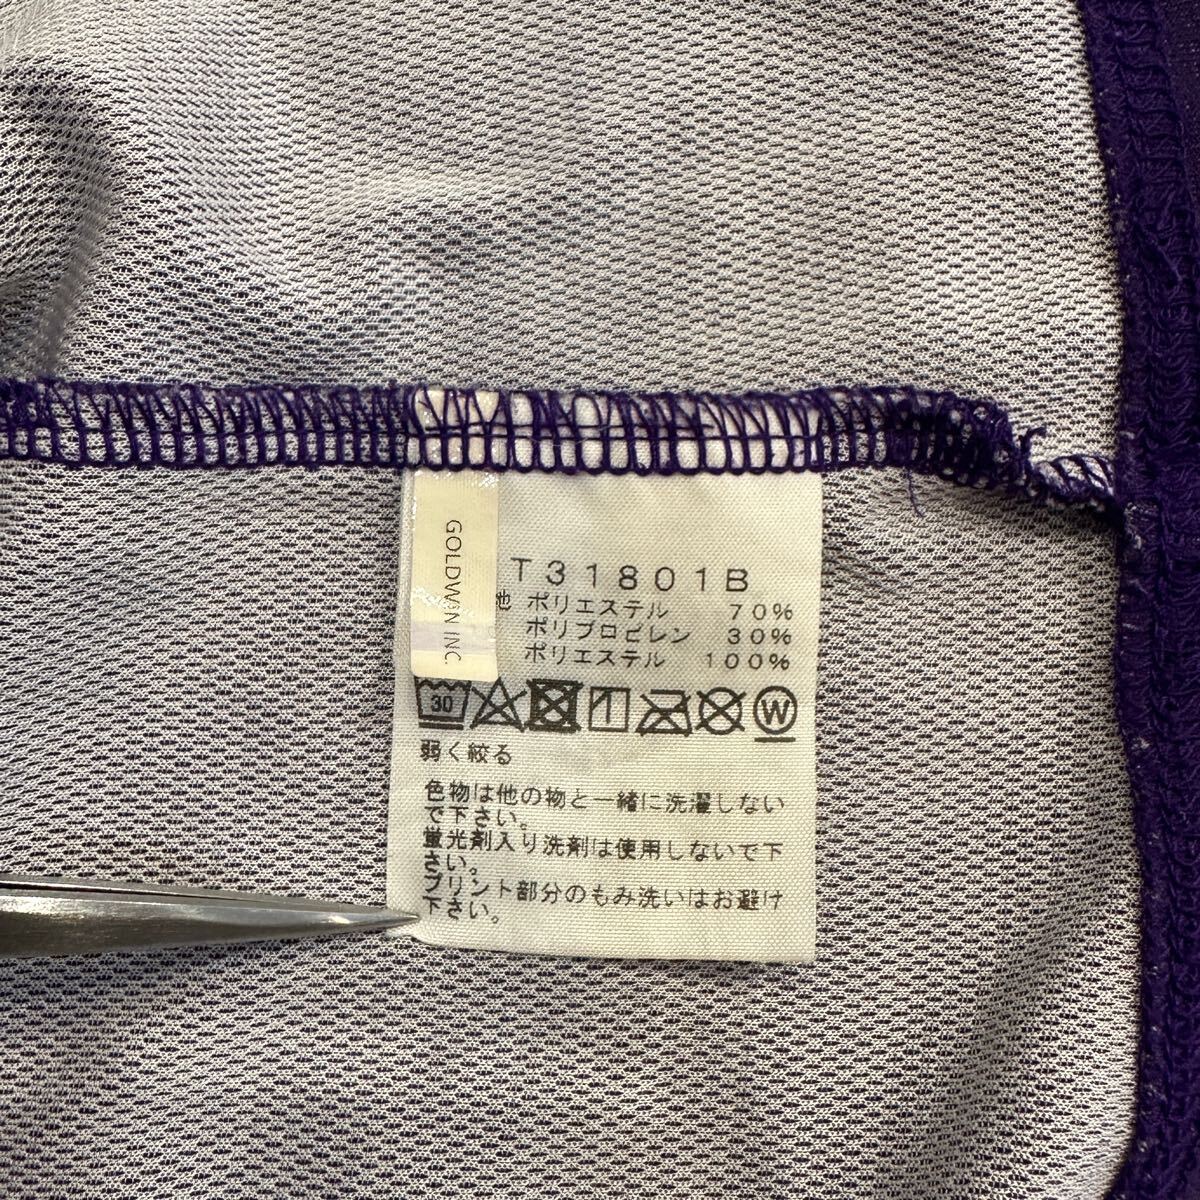 GOLDWIN INC.
T31801B
地 ポリエステル 70%
ポリプロピレン 30%
ポリエステル 100%
30
W
弱く絞る
色物は他の物と一緒に洗濯しない
で下さい。
蛍光剤入り洗剤は使用しないで下
さい。
プリント部分のもみ洗いはお避け
下さい。